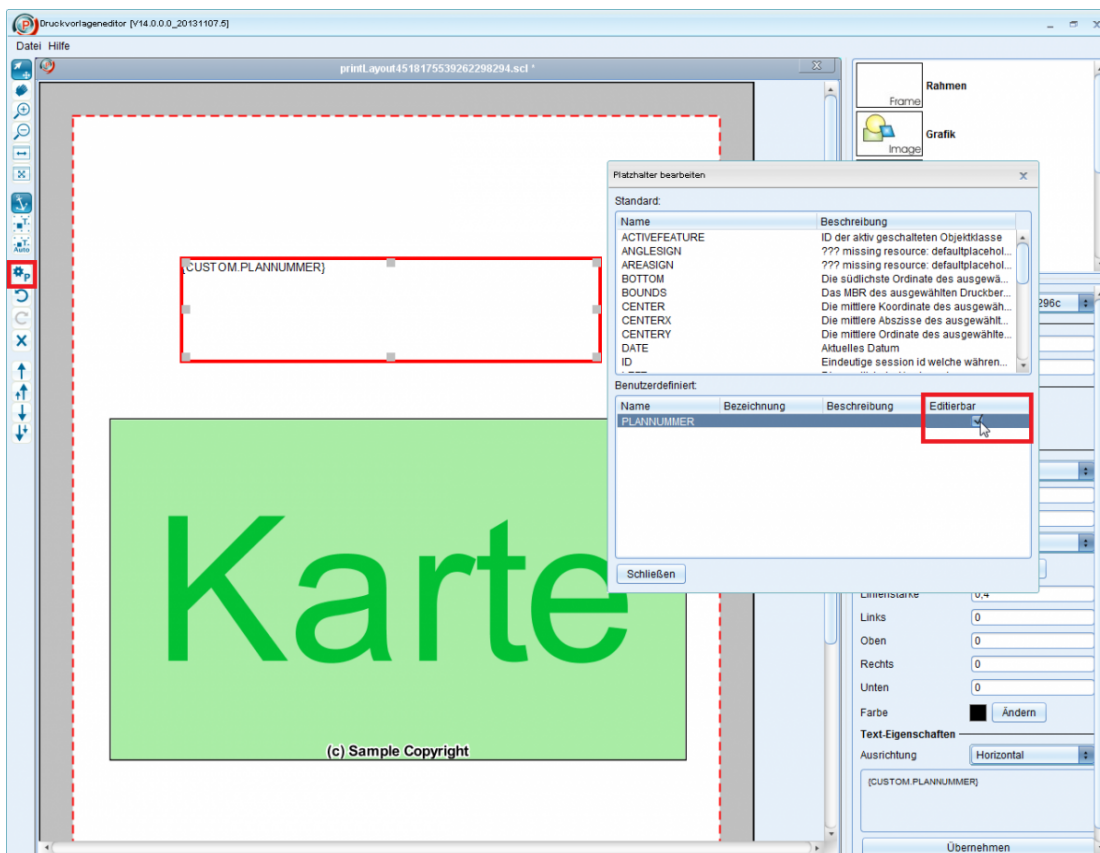 Druckvorlageneditor [V14.0.0.0_20131107.5]
Datei Hilfe
printLayout4518175539262298294.scl *
Rahmen
Frame
Grafik
Image
T.
T.
Auto
P
{CUSTOM.PLANNUMMER}
Platzhalter bearbeiten
Standard:
Name Beschreibung
ACTIVEFEATURE ID der aktiv geschalteten Objektklasse
ANGLESIGN ??? missing resource: defaultplacehol...
AREASIGN ??? missing resource: defaultplacehol...
BOTTOM Die südlichste Ordinate des ausgewä...
BOUNDS Das MBR des ausgewählten Druckber...
CENTER Die mittlere Koordinate des ausgewäh...
CENTERX Die mittlere Abszisse des ausgewählt...
CENTERY Die mittlere Ordinate des ausgewählte...
DATE Aktuelles Datum
ID Eindeutige session id welche währen...
Benutzerdefiniert:
Name Bezeichnung Beschreibung Editierbar
PLANNUMMER
Schließen
296c
Karte
(c) Sample Copyright
Linienstärke 0,4
Links 0
Oben 0
Rechts 0
Unten 0
Farbe Ändern
Text-Eigenschaften
Ausrichtung Horizontal
{CUSTOM.PLANNUMMER}
Übernehmen